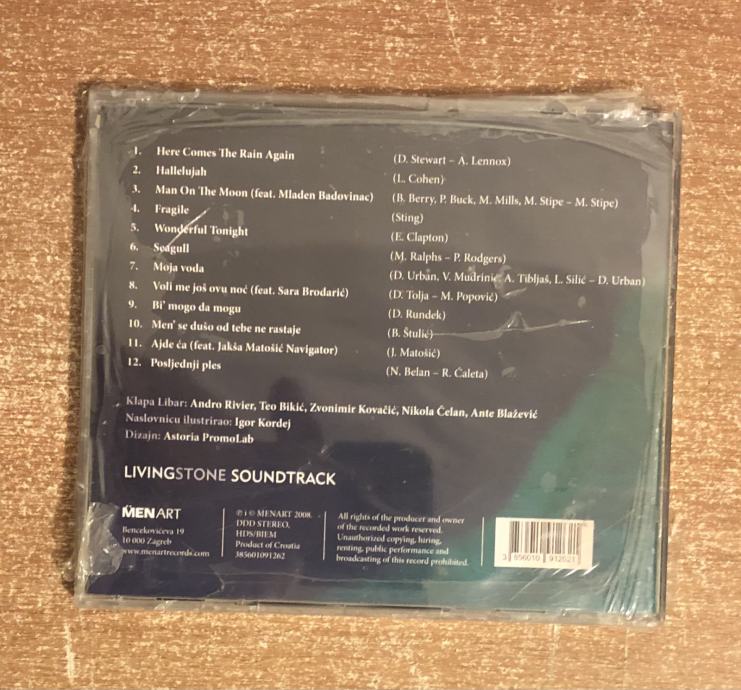 1. Here Comes The Rain Again (D. Stewart – A. Lennox)
2. Hallelujah (L. Cohen)
3. Man On The Moon (feat. Mladen Badovinac) (B. Berry, P. Buck, M. Mills, M. Stipe – M. Stipe)
4. Fragile (Sting)
5. Wonderful Tonight (E. Clapton)
6. Seagull (M. Ralphs – P. Rodgers)
7. Moja voda (D. Urban, V. Mudrinić, A. Tibljaš, L. Silić – D. Urban)
8. Voli me još ovu noć (feat. Sara Brodarić) (D. Tolja – M. Popović)
9. Bi' mogo da mogu (D. Rundek)
10. Men' se dušo od tebe ne rastaje (B. Štulić)
11. Ajde ća (feat. Jakša Matošić Navigator) (J. Matošić)
12. Posljednji ples (N. Belan – R. Čaleta)
Klapa Libar: Andro Rivier, Teo Bikić, Zvonimir Kovačić, Nikola Čelan, Ante Blažević
Naslovnicu ilustrirao: Igor Kordej
Dizajn: Astoria PromoLab
LIVINGSTONE SOUNDTRACK
MENART
Bencekovićeva 19
10 000 Zagreb
www.menartrecords.com
℗ i © MENART 2008.
DDD STEREO,
HDS/BIEM
Product of Croatia
385601091262
All rights of the producer and owner
of the recorded work reserved.
Unauthorized copying, hiring,
renting, public performance and
broadcasting of this record prohibited.
3 856010 912621